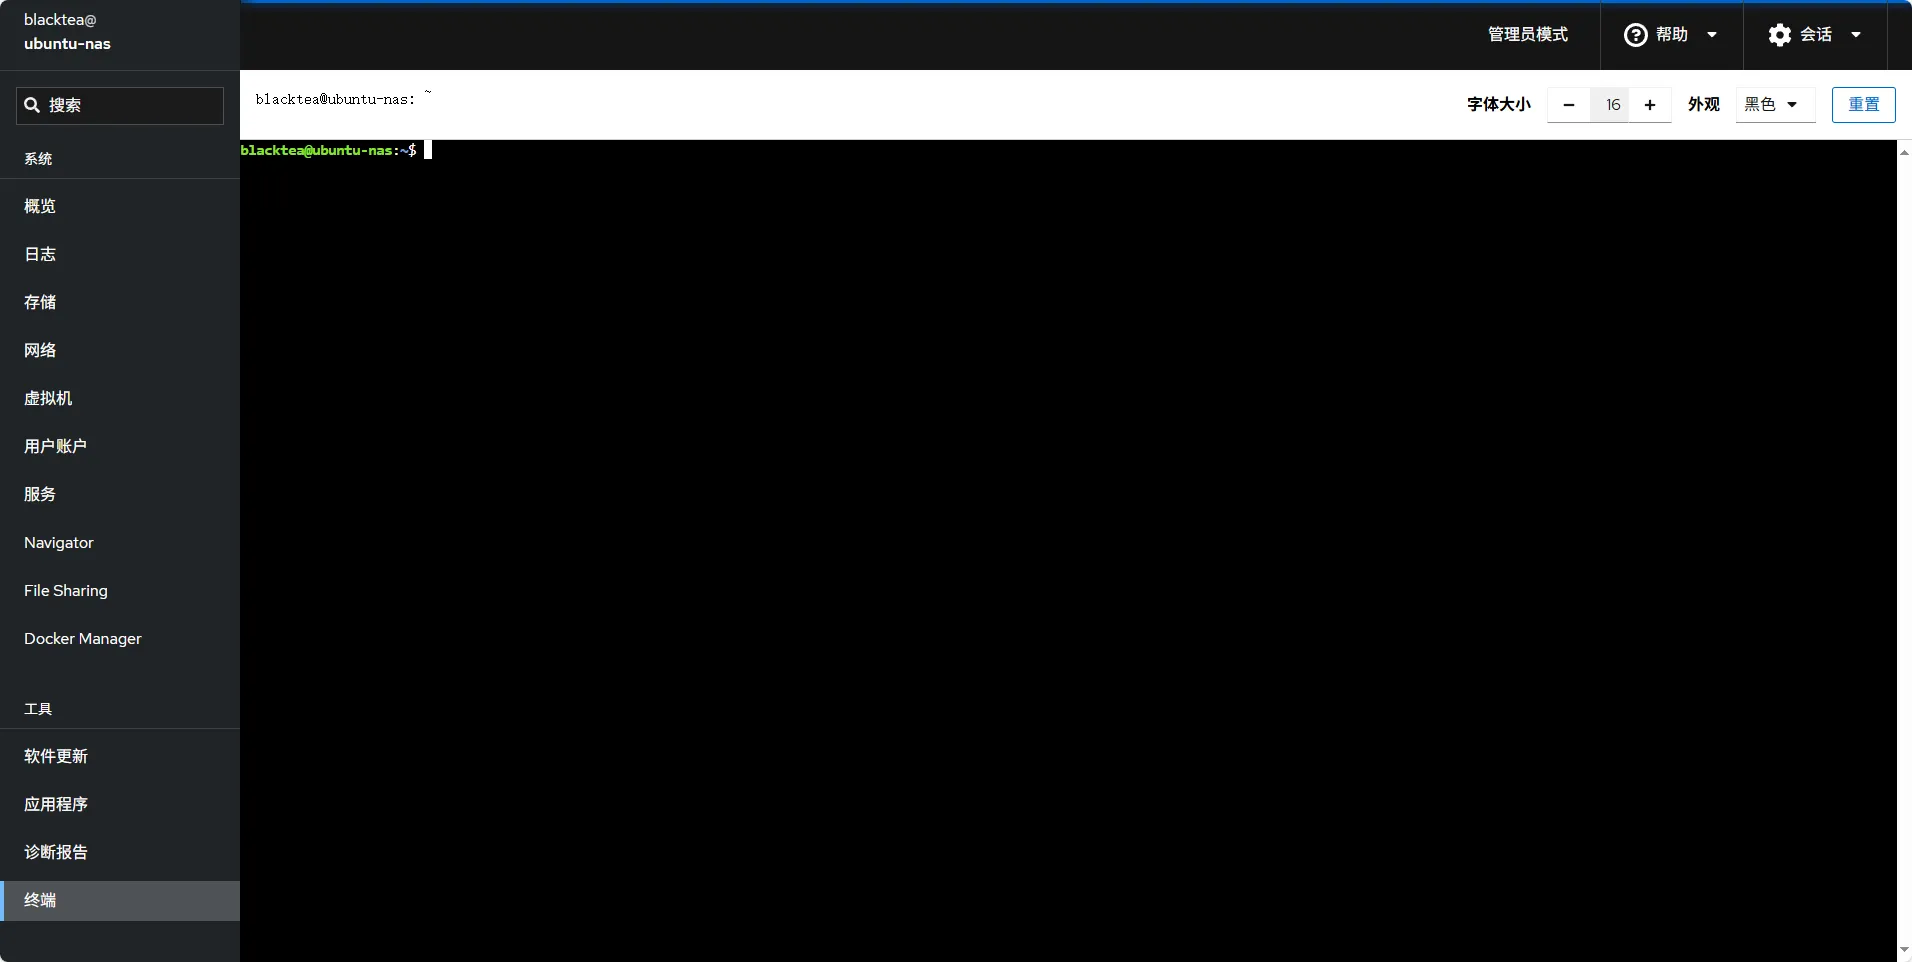 blacktea@
ubuntu-nas
管理员模式
帮助
会话
搜索
blacktea@ubuntu-nas: ~
字体大小
16
外观
黑色
重置
blacktea@ubuntu-nas:~$
系统
概览
日志
存储
网络
虚拟机
用户账户
服务
Navigator
File Sharing
Docker Manager
工具
软件更新
应用程序
诊断报告
终端